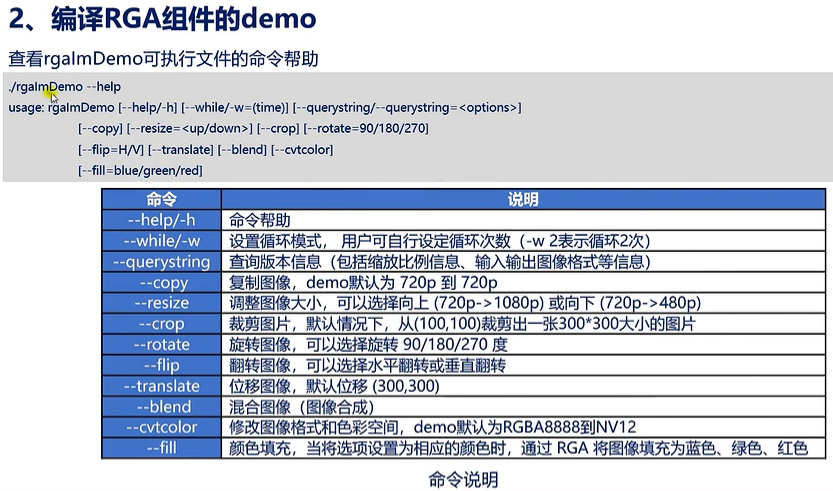 2、编译RGA组件的demo
查看rgaImDemo可执行文件的命令帮助
./rgaImDemo --help
usage: rgaImDemo [--help/-h] [--while/-w=(time)] [--querystring/--querystring=<options>]
[--copy] [--resize=<up/down>] [--crop] [--rotate=90/180/270]
[--flip=H/V] [--translate] [--blend] [--cvtcolor]
[--fill=blue/green/red]
命令 说明
--help/-h 命令帮助
--while/-w 设置循环模式， 用户可自行设定循环次数（-w 2表示循环2次）
--querystring 查询版本信息（包括缩放比例信息、输入输出图像格式等信息）
--copy 复制图像，demo默认为 720p 到 720p
--resize 调整图像大小，可以选择向上 (720p->1080p) 或向下 (720p->480p)
--crop 裁剪图片，默认情况下，从(100,100)裁剪出一张300*300大小的图片
--rotate 旋转图像，可以选择旋转 90/180/270 度
--flip 翻转图像，可以选择水平翻转或垂直翻转
--translate 位移图像，默认位移 (300,300)
--blend 混合图像（图像合成）
--cvtcolor 修改图像格式和色彩空间，demo默认为RGBA8888到NV12
--fill 颜色填充，当将选项设置为相应的颜色时，通过 RGA 将图像填充为蓝色、绿色、红色
命令说明